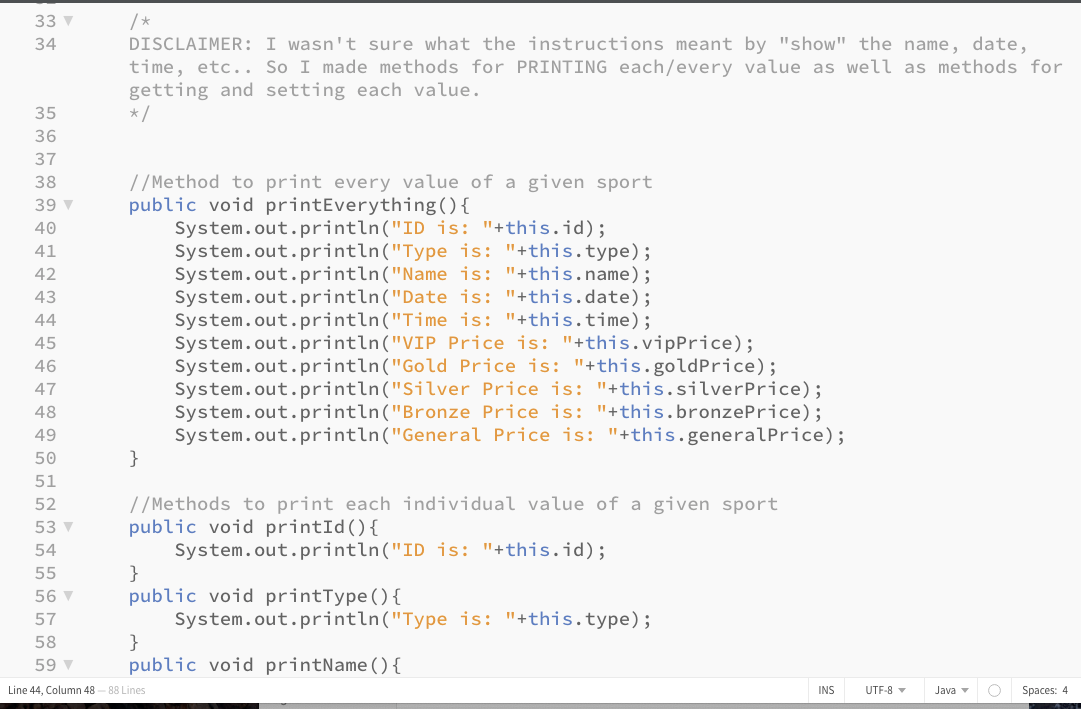 33 /*
34 DISCLAIMER: I wasn't sure what the instructions meant by "show" the name, date,
time, etc.. So I made methods for PRINTING each/every value as well as methods for
getting and setting each value.
35 */
36
37
38 //Method to print every value of a given sport
39 public void printEverything(){
40 System.out.println("ID is: "+this.id);
41 System.out.println("Type is: "+this.type);
42 System.out.println("Name is: "+this.name);
43 System.out.println("Date is: "+this.date);
44 System.out.println("Time is: "+this.time);
45 System.out.println("VIP Price is: "+this.vipPrice);
46 System.out.println("Gold Price is: "+this.goldPrice);
47 System.out.println("Silver Price is: "+this.silverPrice);
48 System.out.println("Bronze Price is: "+this.bronzePrice);
49 System.out.println("General Price is: "+this.generalPrice);
50 }
51
52 //Methods to print each individual value of a given sport
53 public void printId(){
54 System.out.println("ID is: "+this.id);
55 }
56 public void printType(){
57 System.out.println("Type is: "+this.type);
58 }
59 public void printName(){
Line 44, Column 48 — 88 Lines INS UTF-8 Java Spaces: 4